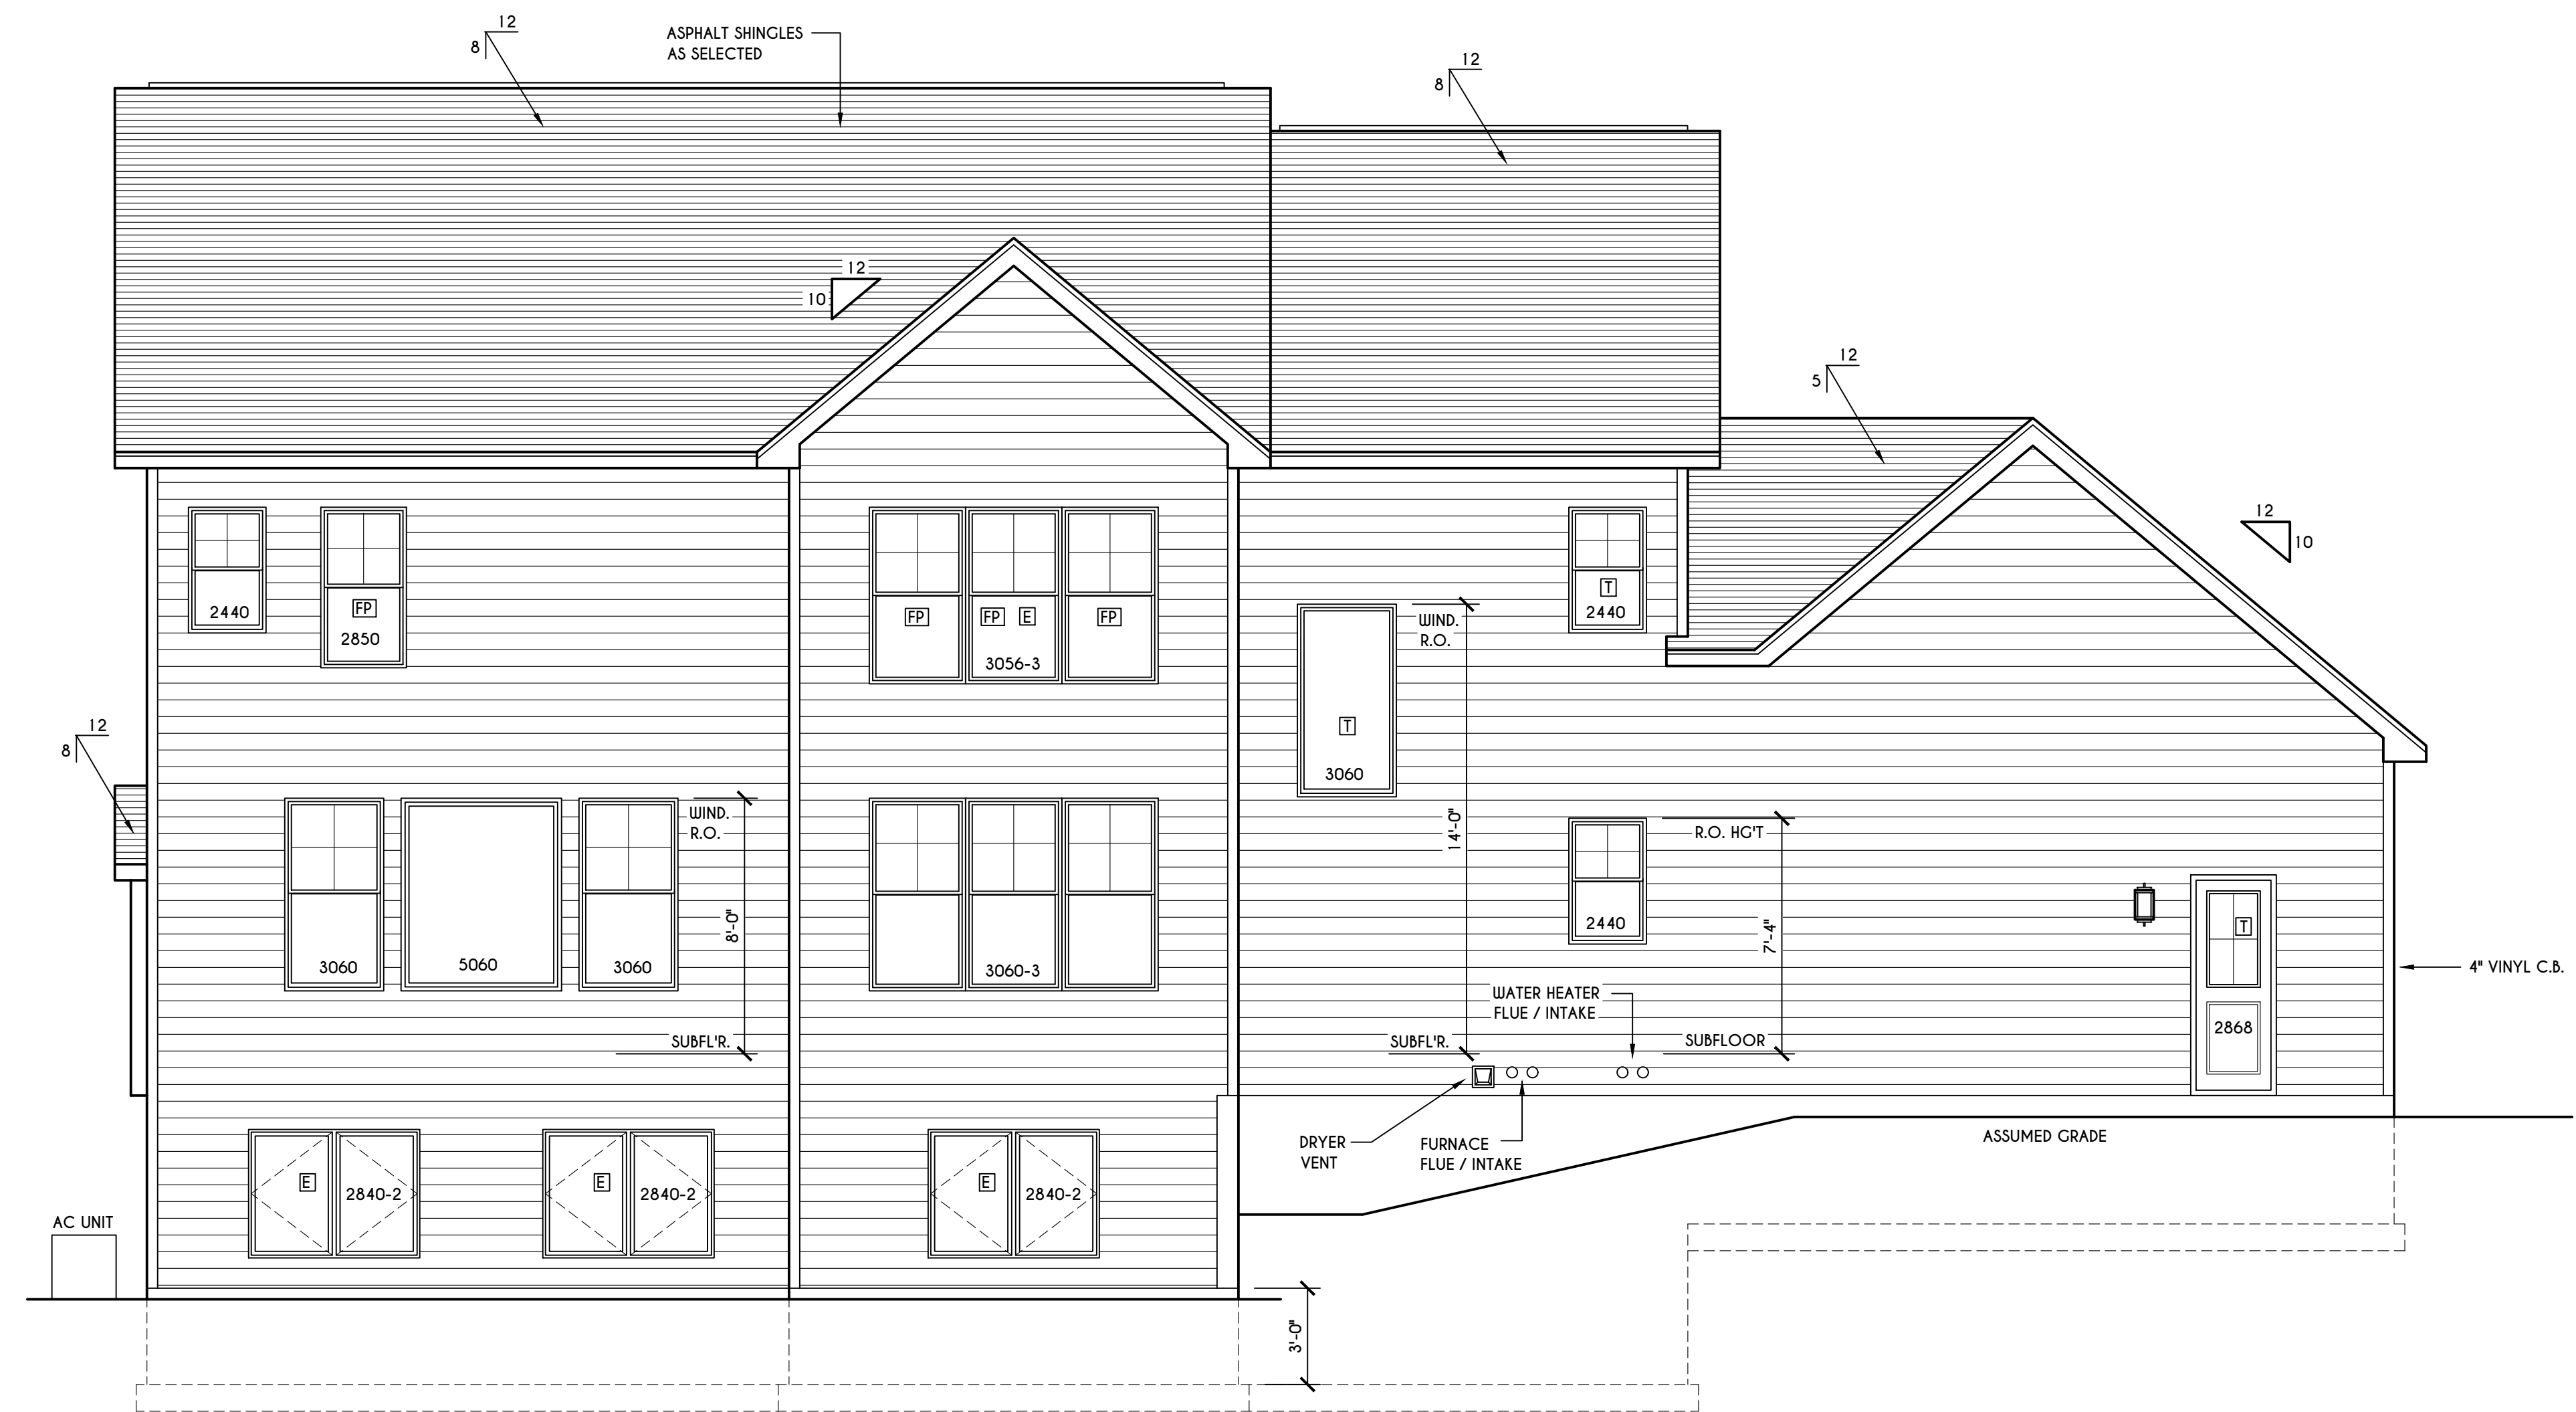 12
8
ASPHALT SHINGLES
AS SELECTED
12
8
12
10
12
5
12
10
2440
FP
2850
FP
FP
E
FP
3056-3
T
2440
WIND.
R.O.
T
3060
14'-0"
SUBFL'R.
12
8
3060
5060
3060
WIND.
R.O.
8'-0"
SUBFL'R.
3060-3
2440
R.O. HG'T
7'-4"
SUBFLOOR
WATER HEATER
FLUE / INTAKE
T
2868
4" VINYL C.B.
DRYER
VENT
FURNACE
FLUE / INTAKE
ASSUMED GRADE
AC UNIT
E
2840-2
E
2840-2
E
2840-2
3'-0"